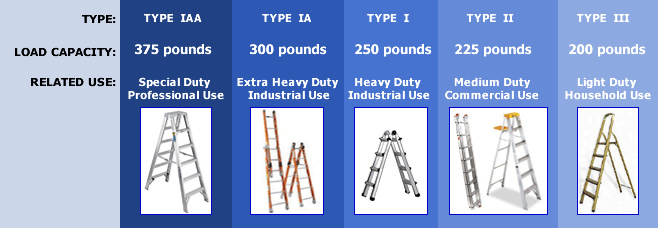 TYPE: TYPE IAA TYPE IA TYPE I TYPE II TYPE III
LOAD CAPACITY: 375 pounds 300 pounds 250 pounds 225 pounds 200 pounds
RELATED USE: Special Duty Extra Heavy Duty Heavy Duty Medium Duty Light Duty
Professional Use Industrial Use Industrial Use Commercial Use Household Use